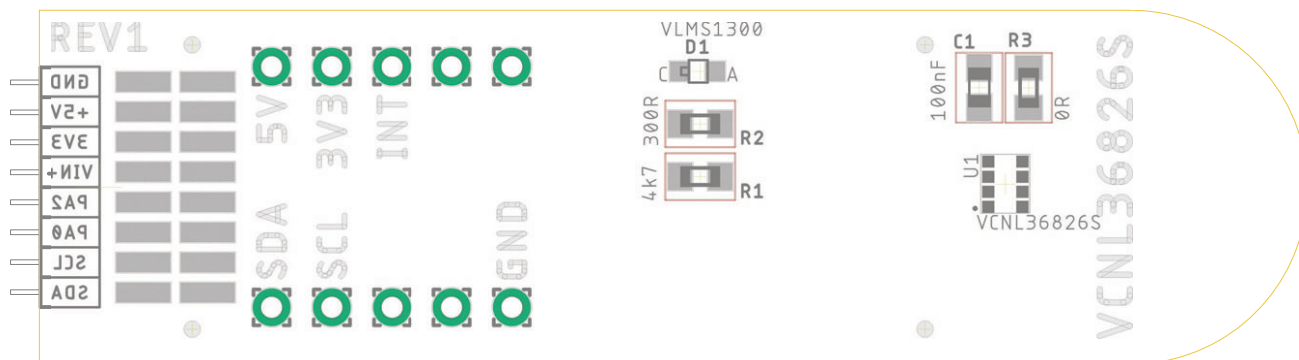 REV1
GND
+5V
3V3
VIN+
PA2
PA0
SCL
SDA
5V
3V3
INT
SDA
SCL
GND
VLMS1300
D1
C
A
300R
R2
4k7
R1
C1
R3
100nF
0R
U1
VCNL36826S
VCNL36826S